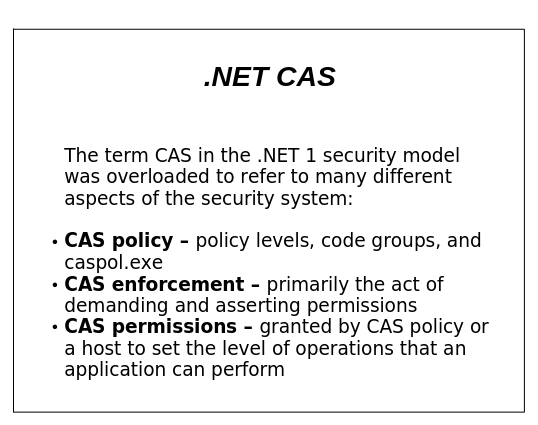 .NET CAS
The term CAS in the .NET 1 security model
was overloaded to refer to many different
aspects of the security system:
• CAS policy – policy levels, code groups, and
caspol.exe
• CAS enforcement – primarily the act of
demanding and asserting permissions
• CAS permissions – granted by CAS policy or
a host to set the level of operations that an
application can perform